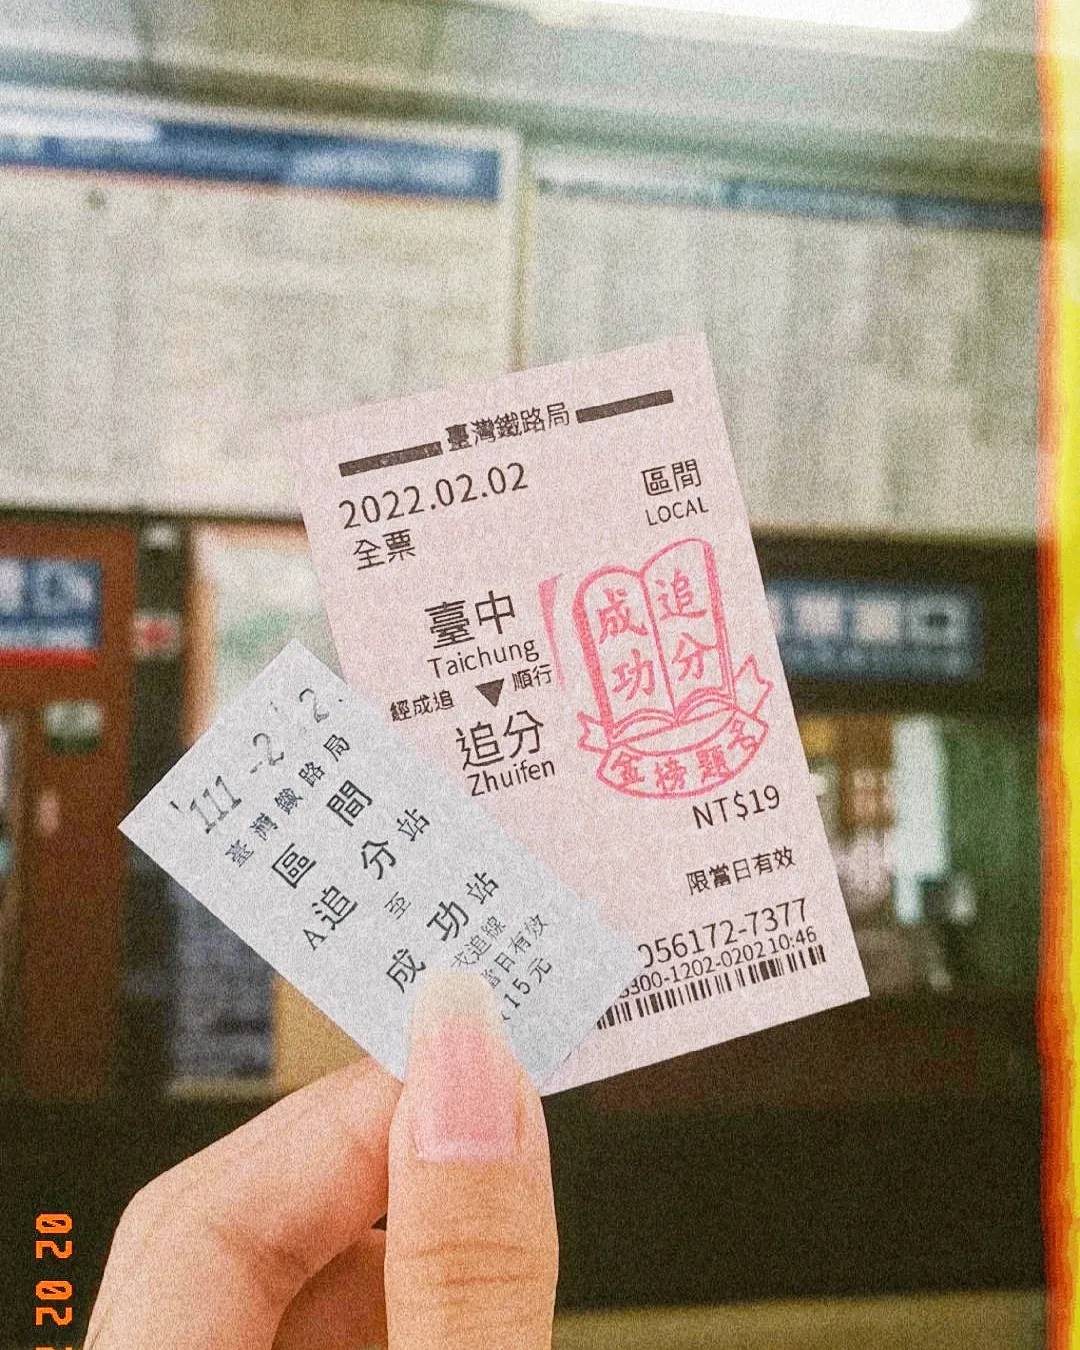 臺灣鐵路局
2022.02.02
區間
LOCAL
全票
臺中
Taichung
經成追 順行
追分
Zhuifen
追分
成功
金榜題名
NT$19
限當日有效
056172-7377
300-1202-0202 10:46
'111 -2 -2.
臺灣鐵路局
區間
A追分站
至
成功站
成追線
當日有效
15元
20 20